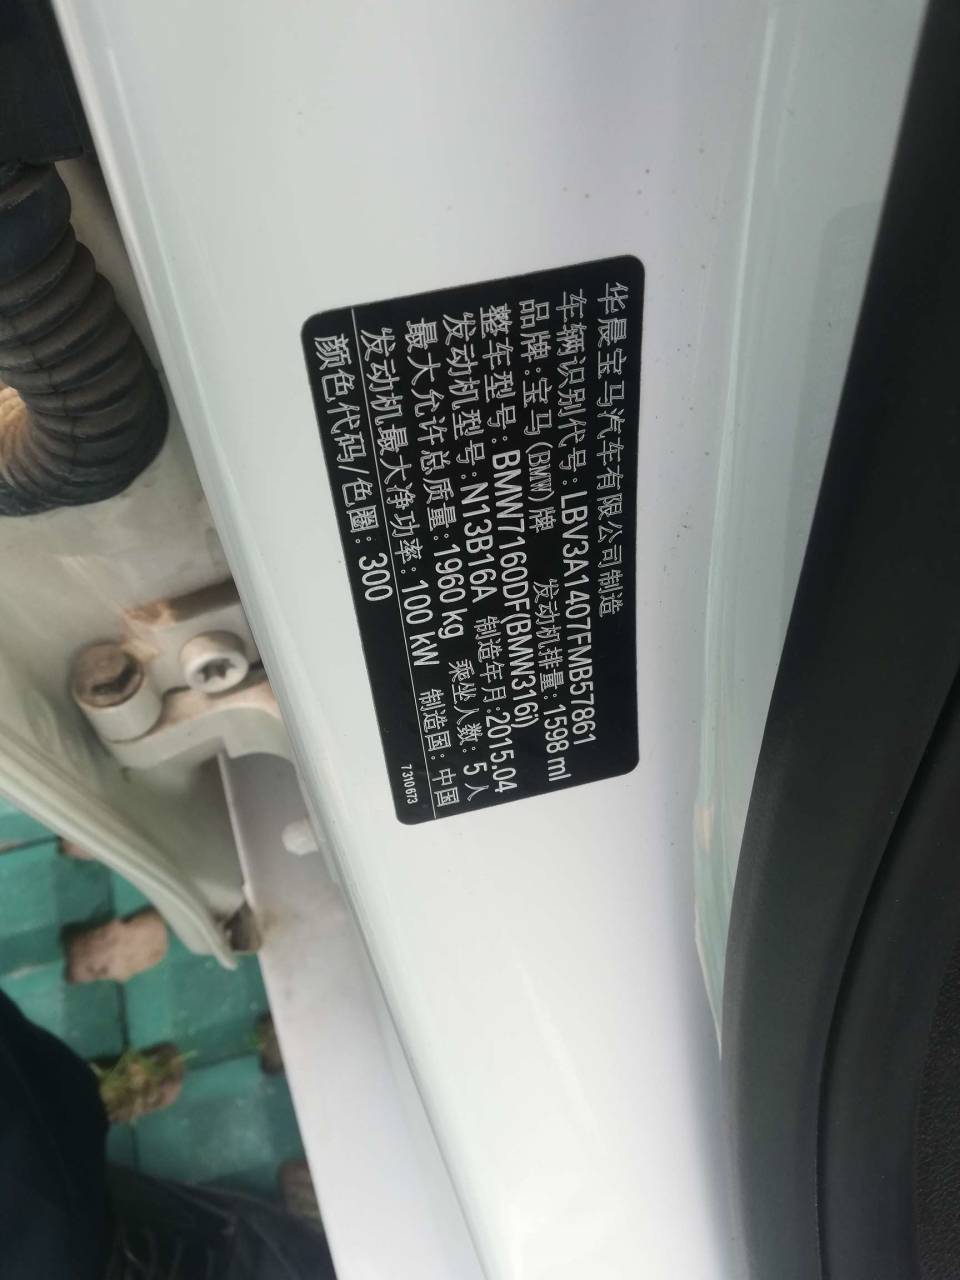 华晨宝马汽车有限公司制造
车辆识别代号:LBV3A1407FMB57861
品牌:宝马(BMW)牌 发动机排量:1598 ml
整车型号:BMW7160DF(BMW316i)
发动机型号:N13B16A 制造年月:2015.04
最大允许总质量:1960 kg 乘坐人数:5人
发动机最大净功率:100 kW 制造国:中国
颜色代码/色圈:300 7310673